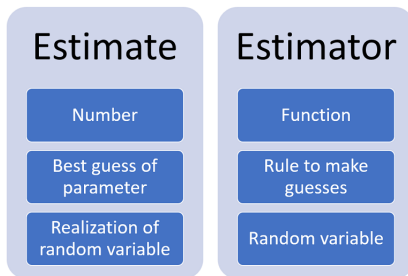 Estimate
Number
Best guess of
parameter
Realization of
random variable
Estimator
Function
Rule to make
guesses
Random variable